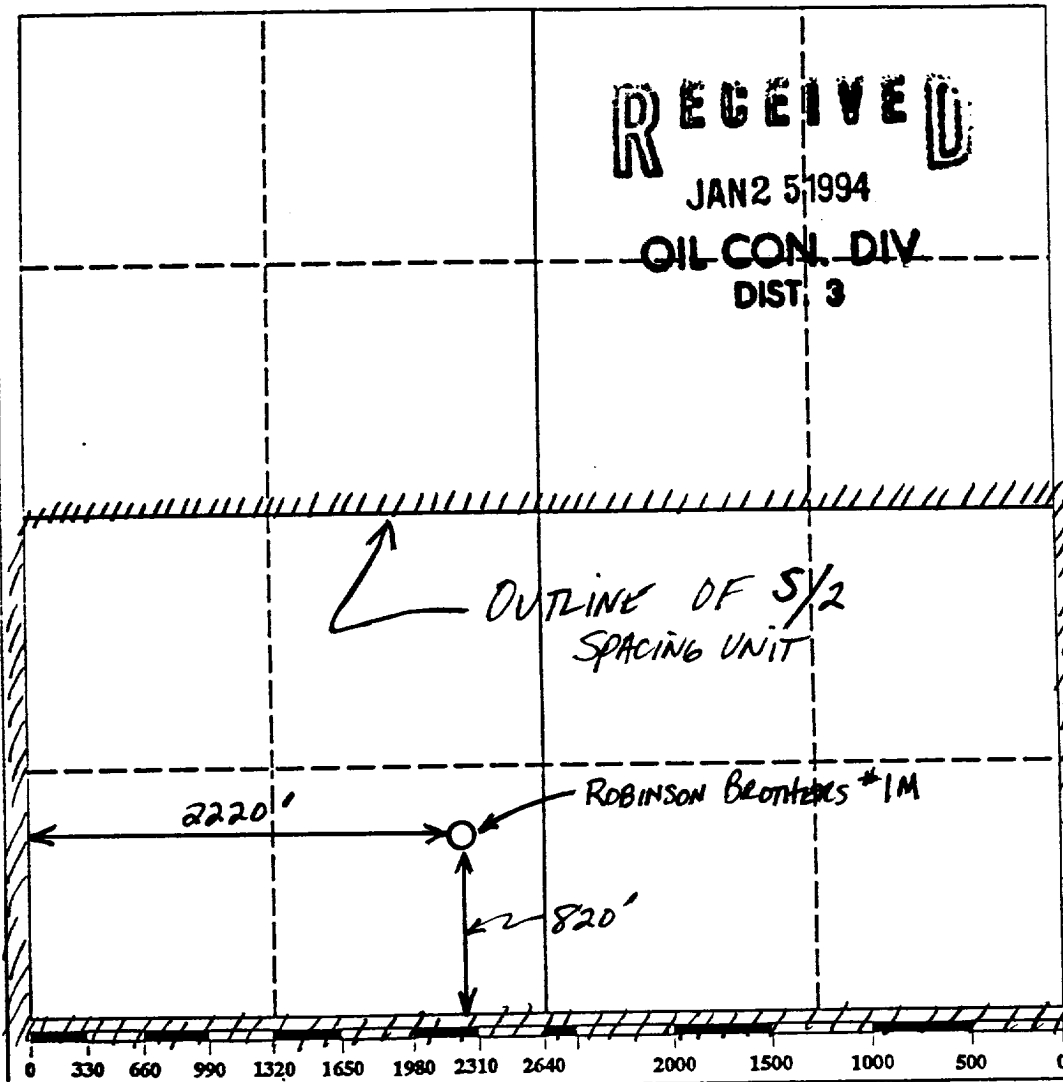 RECEIVED
JAN 25 1994
OIL CON. DIV
DIST. 3
OUTLINE OF S/2
SPACING UNIT
ROBINSON BROTHERS #1M
2220'
820'
0 330 660 990 1320 1650 1980 2310 2640 2000 1500 1000 500 0